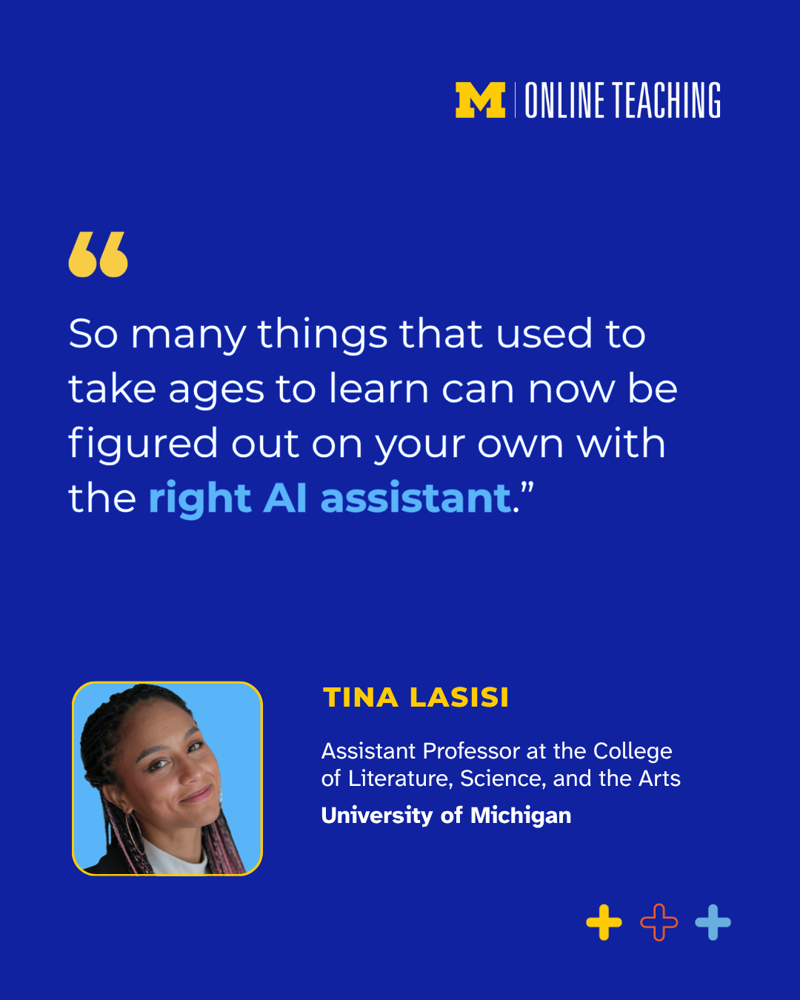 M | ONLINE TEACHING
“
So many things that used to
take ages to learn can now be
figured out on your own with
the right AI assistant.”
TINA LASISI
Assistant Professor at the College
of Literature, Science, and the Arts
University of Michigan